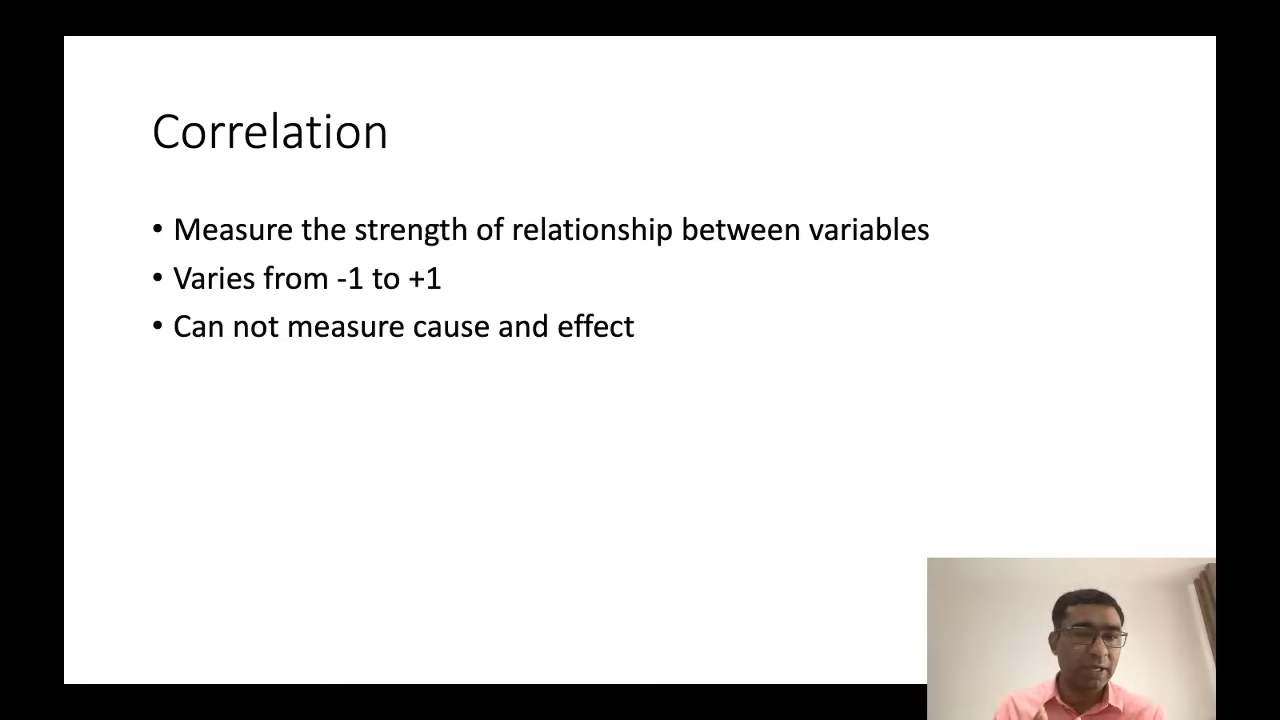 Correlation
• Measure the strength of relationship between variables
• Varies from -1 to +1
• Can not measure cause and effect